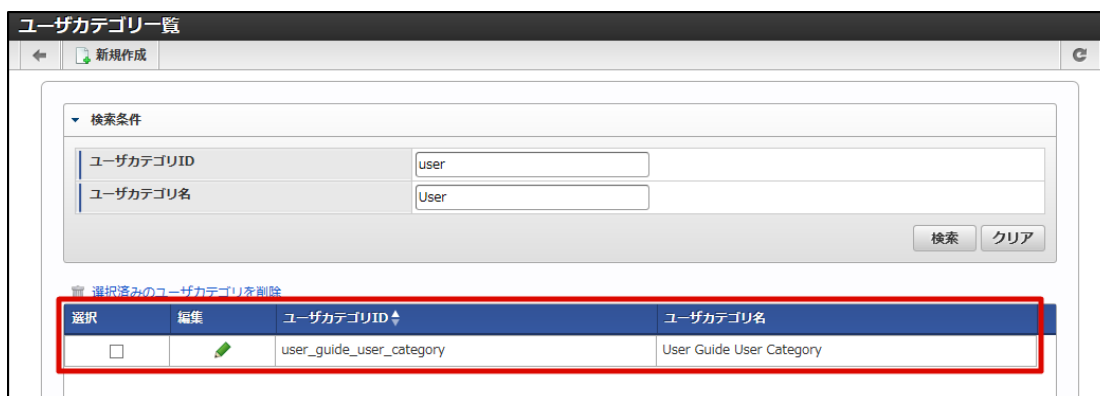 ユーザカテゴリ一覧
新規作成
検索条件
ユーザカテゴリID user
ユーザカテゴリ名 User
検索 クリア
選択済みのユーザカテゴリを削除
選択 編集 ユーザカテゴリID ユーザカテゴリ名
user_guide_user_category User Guide User Category